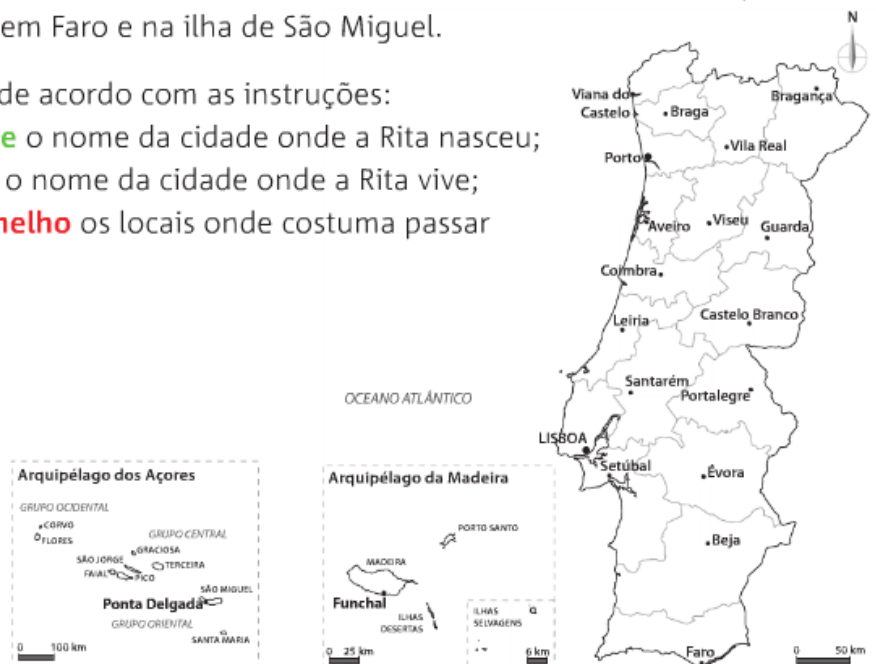 em Faro e na ilha de São Miguel.
de acordo com as instruções:
e o nome da cidade onde a Rita nasceu;
o nome da cidade onde a Rita vive;
melho os locais onde costuma passar
N
Viana do
Castelo
Braga
Bragança
Vila Real
Porto
Aveiro
Viseu
Guarda
Coimbra
Castelo Branco
Leiria
Santarém
Portalegre
OCEANO ATLÂNTICO
LISBOA
Setúbal
Évora
Beja
Faro
0 50 km
Arquipélago dos Açores
GRUPO OCIDENTAL
CORVO
FLORES
GRUPO CENTRAL
GRACIOSA
SÃO JORGE
TERCEIRA
FAIAL
PICO
SÃO MIGUEL
Ponta Delgada
GRUPO ORIENTAL
SANTA MARIA
0 100 km
Arquipélago da Madeira
PORTO SANTO
MADEIRA
Funchal
ILHAS
DESERTAS
ILHAS
SELVAGENS
0 25 km
6 km